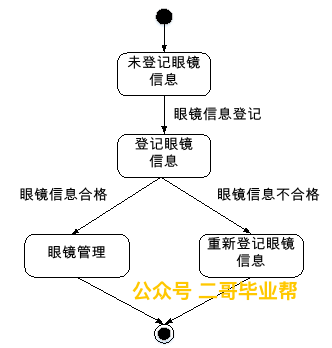 未登记眼镜
信息
眼镜信息登记
登记眼镜
信息
眼镜信息合格
眼镜信息不合格
眼镜管理
重新登记眼镜
信息
公众号 二哥毕业帮